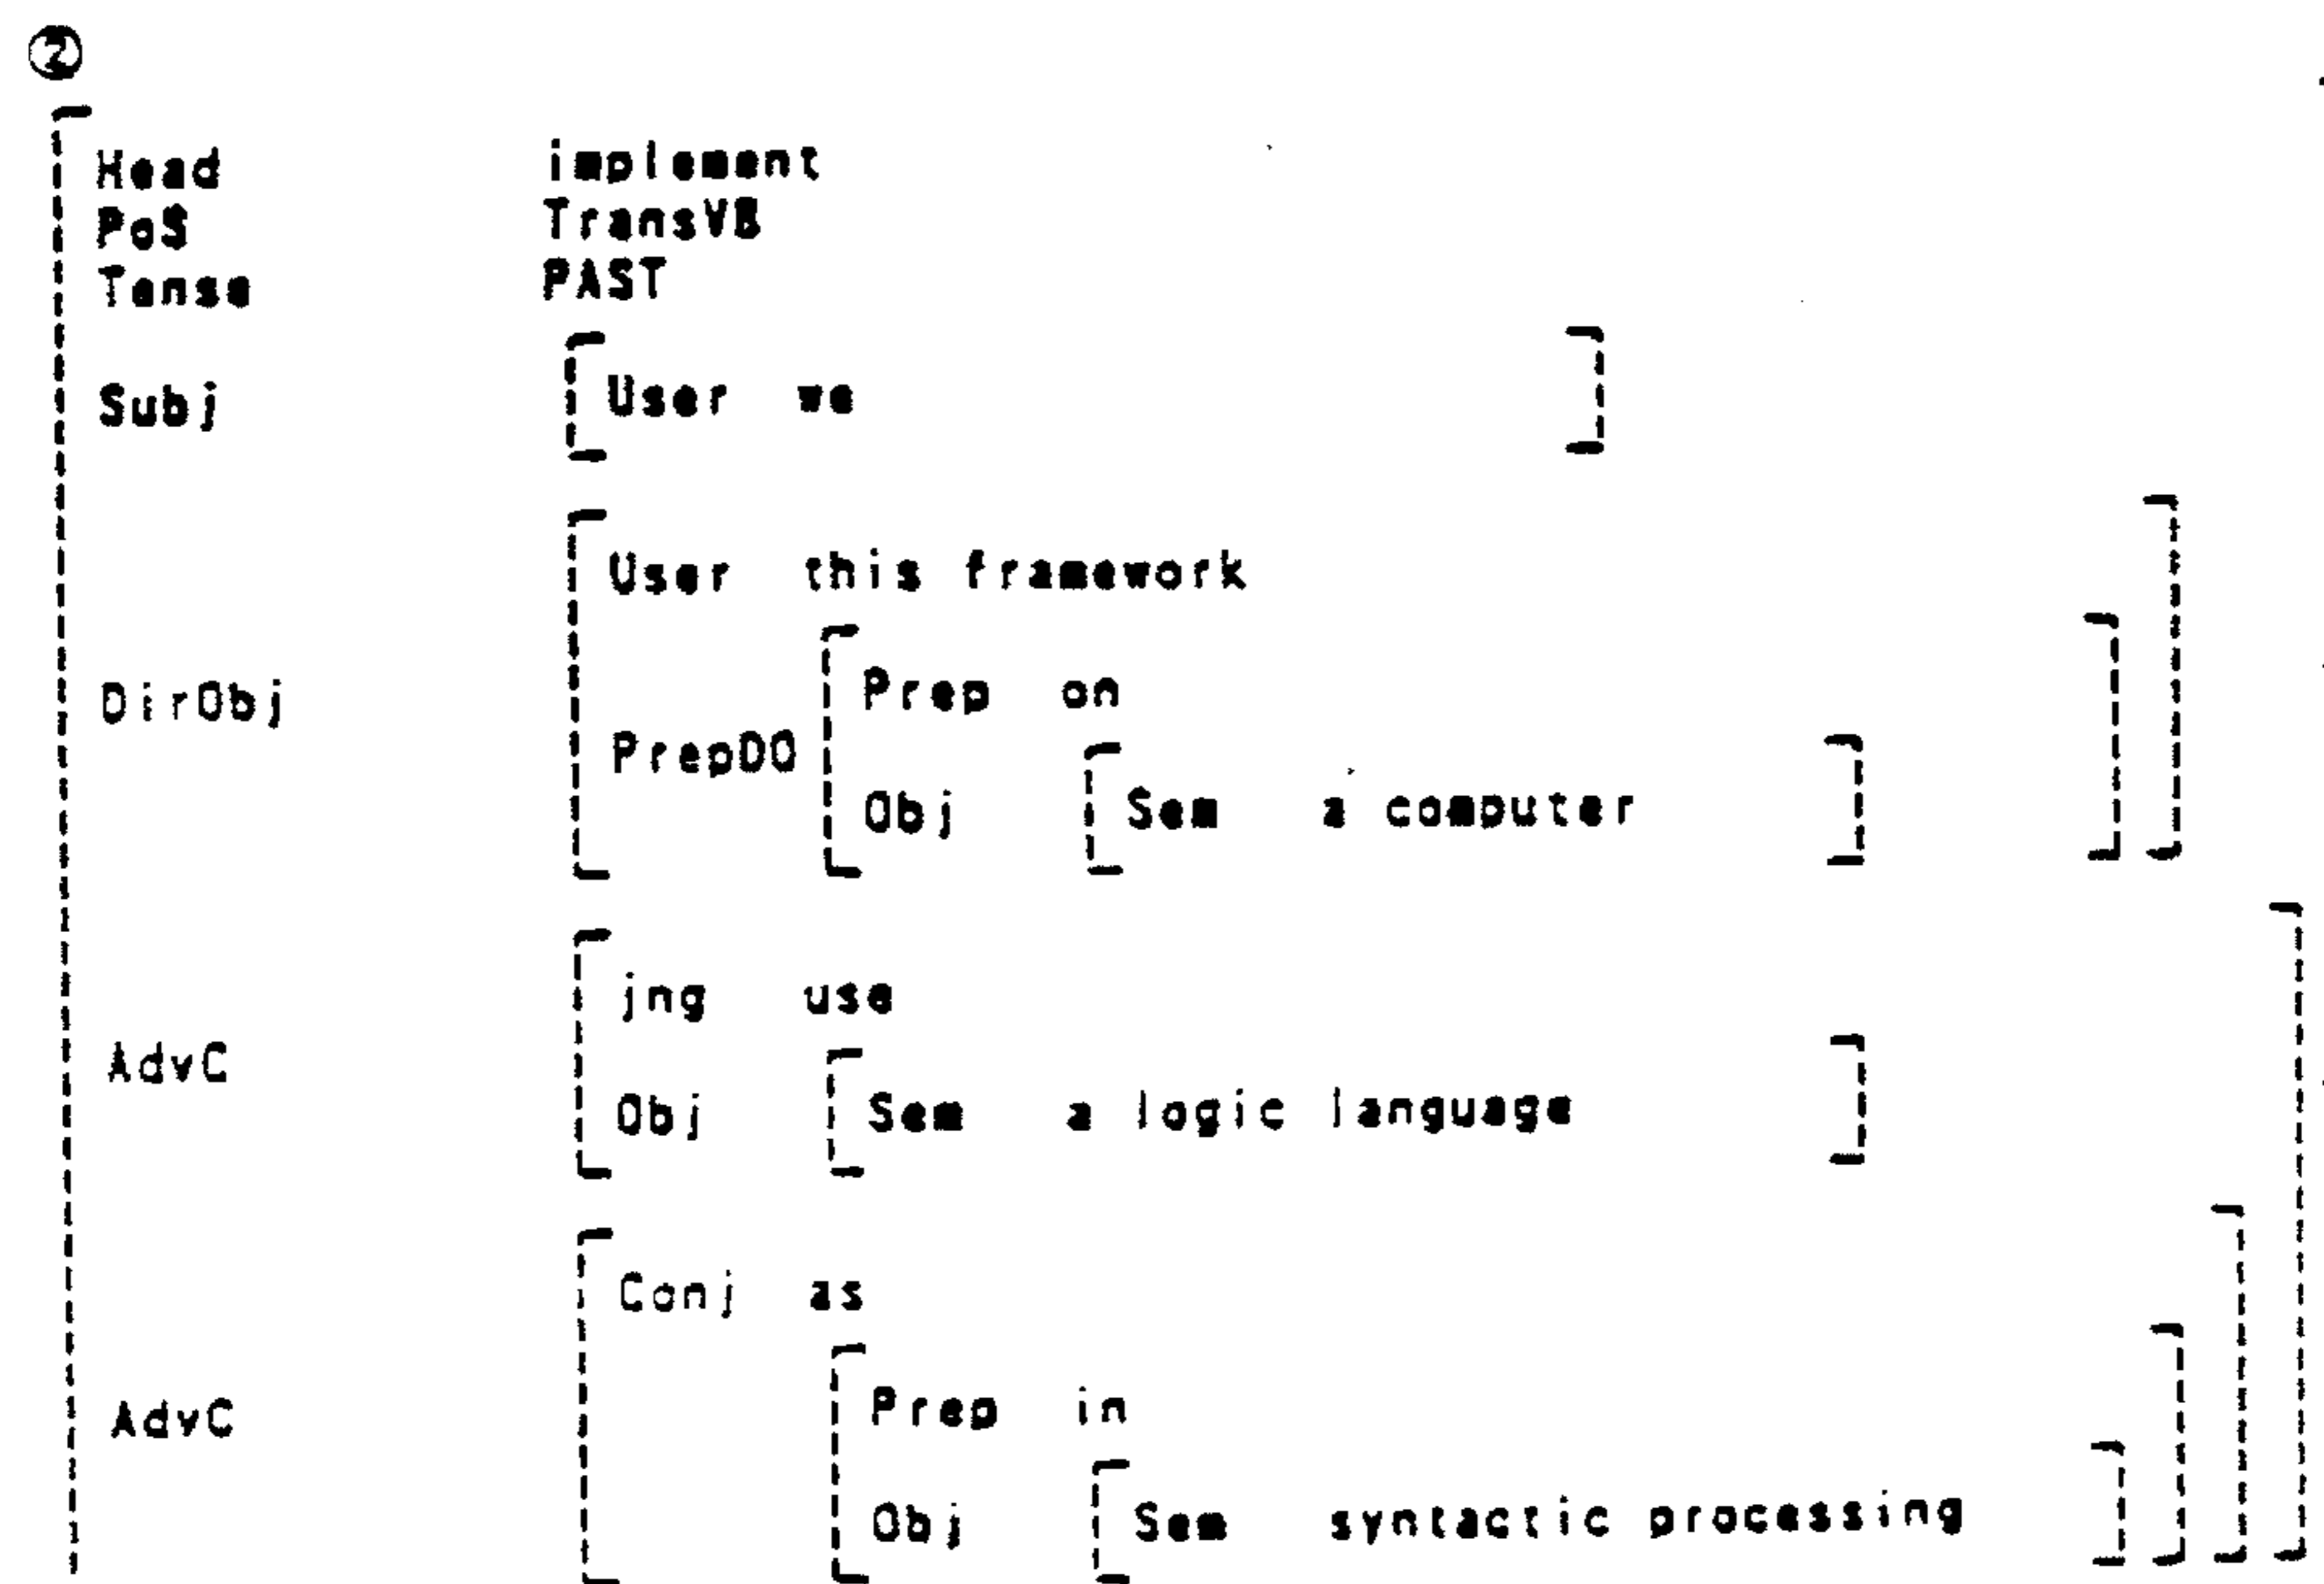 ②
Head implement
PoS TransVB
Tense PAST
Subj User we
User this framework
Prep on
DirObj
PrepDO
Obj Sem a computer
jng use
AdvC
Obj Sem a logic language
Conj as
Prep in
AdvC
Obj Sem syntactic processing